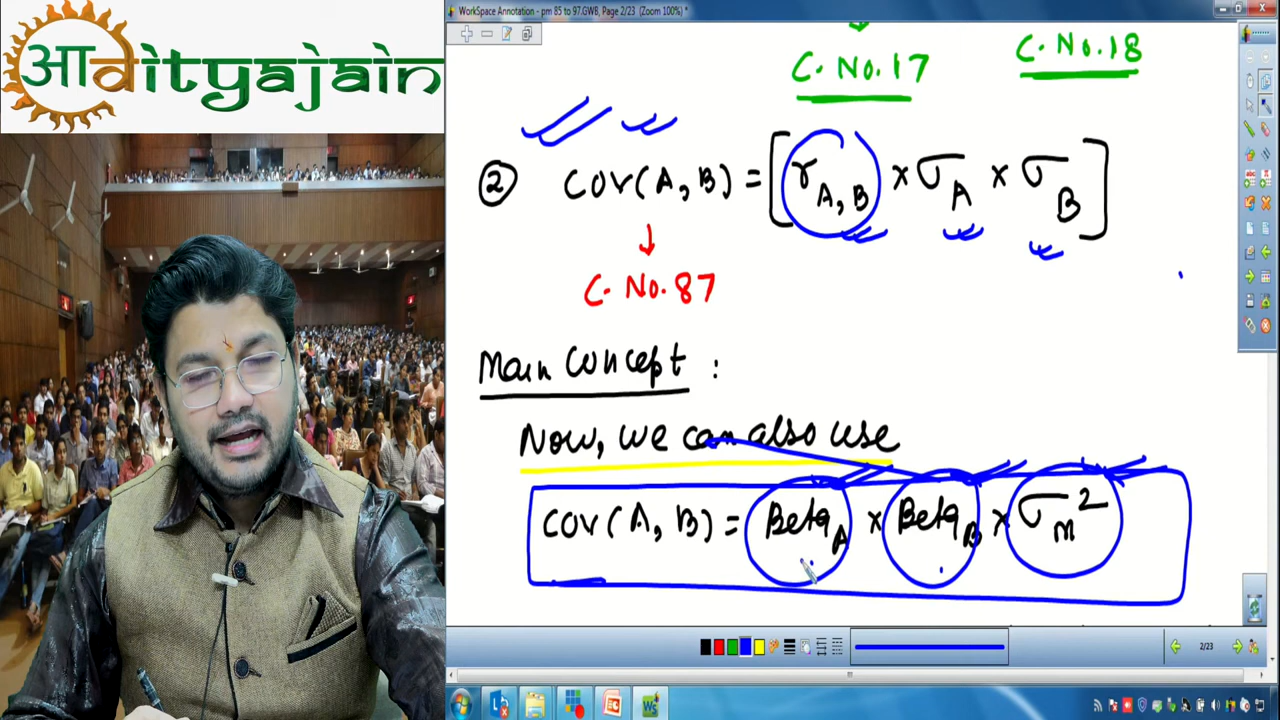 WorkSpace Annotation - pm 85 to 97.GWB, Page 2/23 (Zoom 100%) *
आdityajain
C. No. 17
C. No. 18
② COV(A, B) = [r A, B × σ A × σ B]
C. No. 87
Main Concept :
Now, we can also use
COV(A, B) = Beta A × Beta B × σ m ²
2/23